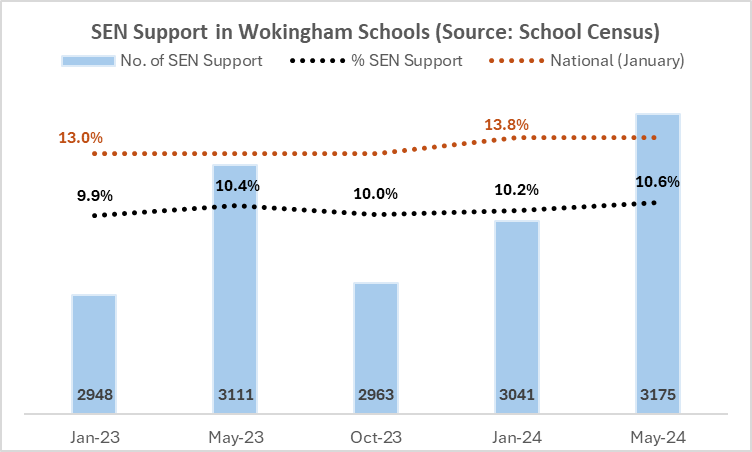 SEN Support in Wokingham Schools (Source: School Census)
No. of SEN Support % SEN Support National (January)
13.0% 13.8%
9.9% 10.4% 10.0% 10.2% 10.6%
2948 3111 2963 3041 3175
Jan-23 May-23 Oct-23 Jan-24 May-24